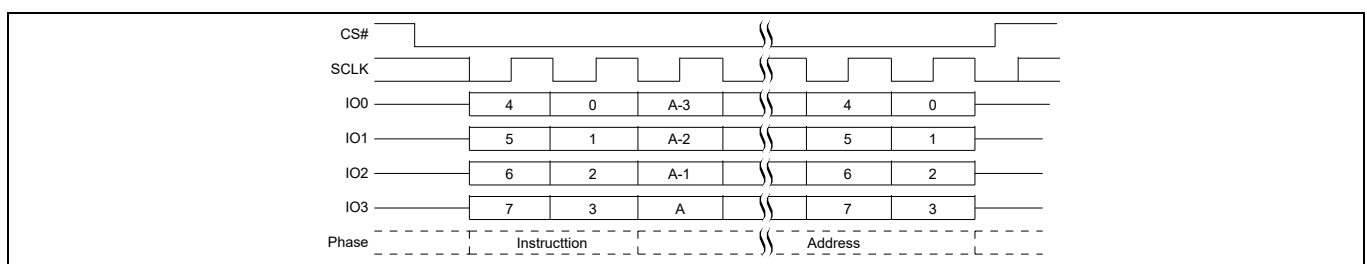 CS#
SCLK
IO0 4 0 A-3 4 0
IO1 5 1 A-2 5 1
IO2 6 2 A-1 6 2
IO3 7 3 A 7 3
Phase Instructtion Address